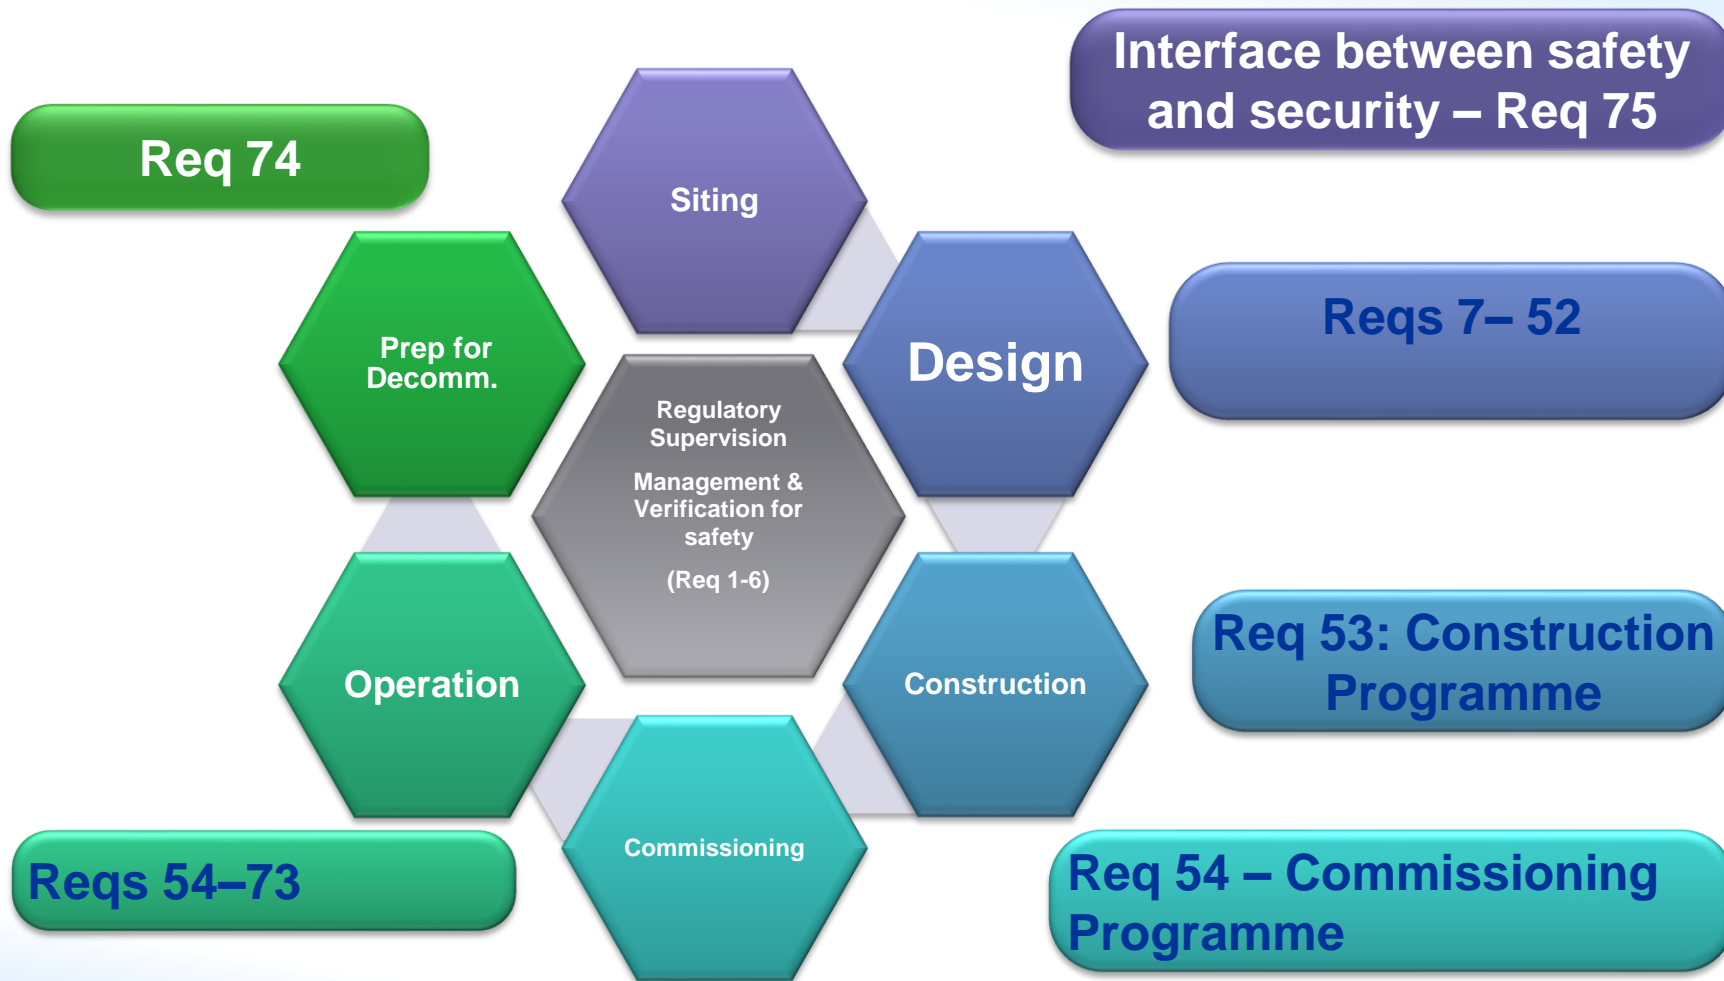 Interface between safety
and security – Req 75
Req 74
Siting
Prep for
Decomm.
Design
Reqs 7– 52
Regulatory
Supervision
Management &
Verification for
safety
(Req 1-6)
Operation
Construction
Req 53: Construction
Programme
Commissioning
Reqs 54–73
Req 54 – Commissioning
Programme